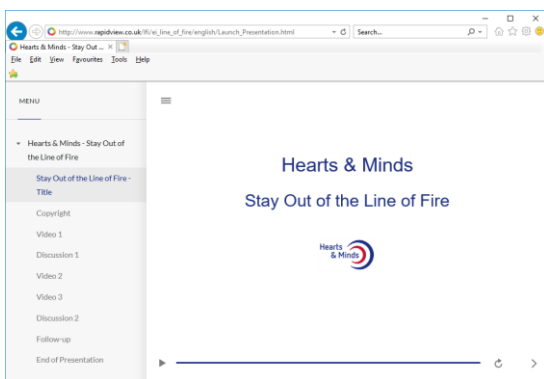 http://www.rapidview.co.uk/lfi/ei_line_of_fire/english/Launch_Presentation.html
Search...
Hearts & Minds - Stay Out ...
File Edit View Favourites Tools Help
MENU
Hearts & Minds - Stay Out of
the Line of Fire
Stay Out of the Line of Fire -
Title
Copyright
Video 1
Discussion 1
Video 2
Video 3
Discussion 2
Follow-up
End of Presentation
Hearts & Minds
Stay Out of the Line of Fire
Hearts
& Minds